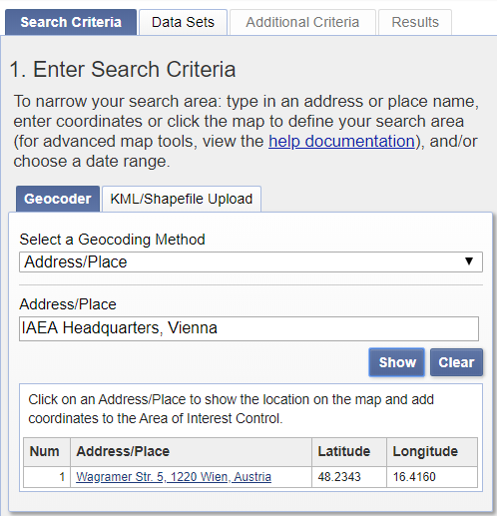 Search Criteria Data Sets Additional Criteria Results
1. Enter Search Criteria
To narrow your search area: type in an address or place name,
enter coordinates or click the map to define your search area
(for advanced map tools, view the help documentation), and/or
choose a date range.
Geocoder KML/Shapefile Upload
Select a Geocoding Method
Address/Place
Address/Place
IAEA Headquarters, Vienna
Show Clear
Click on an Address/Place to show the location on the map and add
coordinates to the Area of Interest Control.
Num Address/Place Latitude Longitude
1 Wagramer Str. 5, 1220 Wien, Austria 48.2343 16.4160